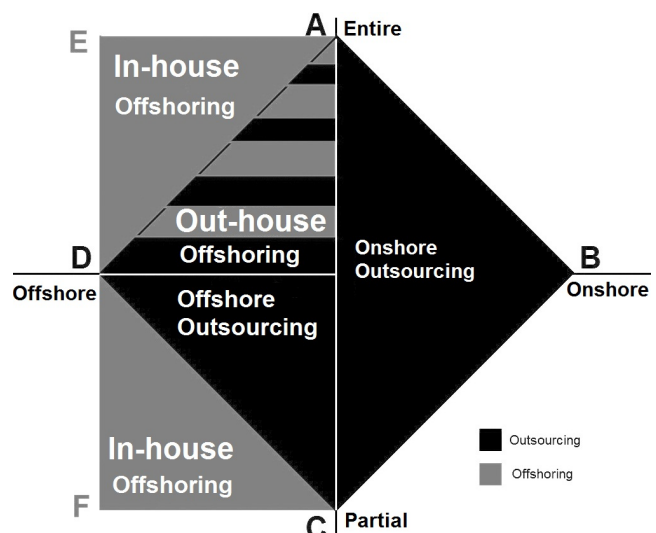 A
Entire
E
In-house
Offshoring
Out-house
Offshoring
D
Offshore
Onshore
Outsourcing
B
Onshore
Offshore
Outsourcing
In-house
Offshoring
F
C
Partial
Outsourcing
Offshoring